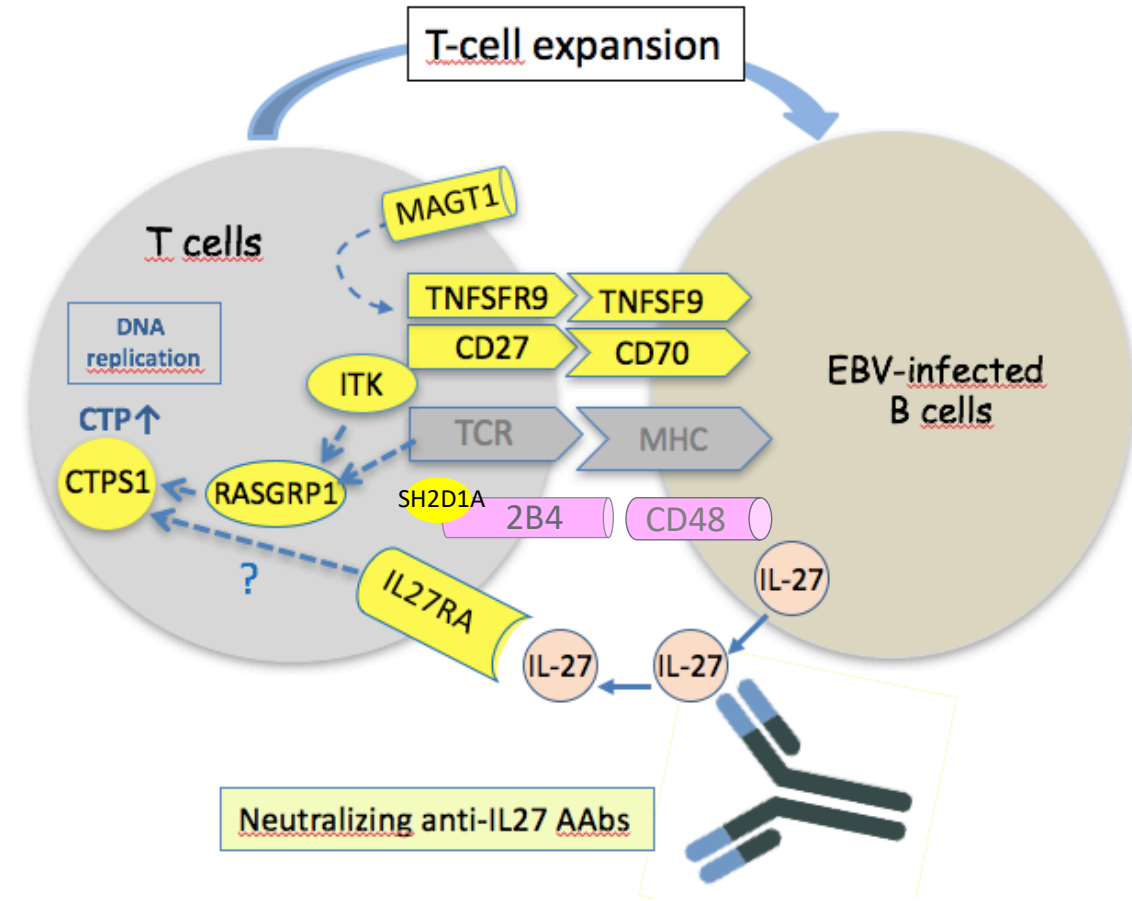 T-cell expansion
MAGT1
T cells
TNFSFR9
TNFSF9
DNA
replication
CD27
CD70
EBV-infected
B cells
ITK
CTP↑
TCR
MHC
CTPS1
RASGRP1
SH2D1A
2B4
CD48
?
IL27RA
IL-27
IL-27
IL-27
Neutralizing anti-IL27 AAbs